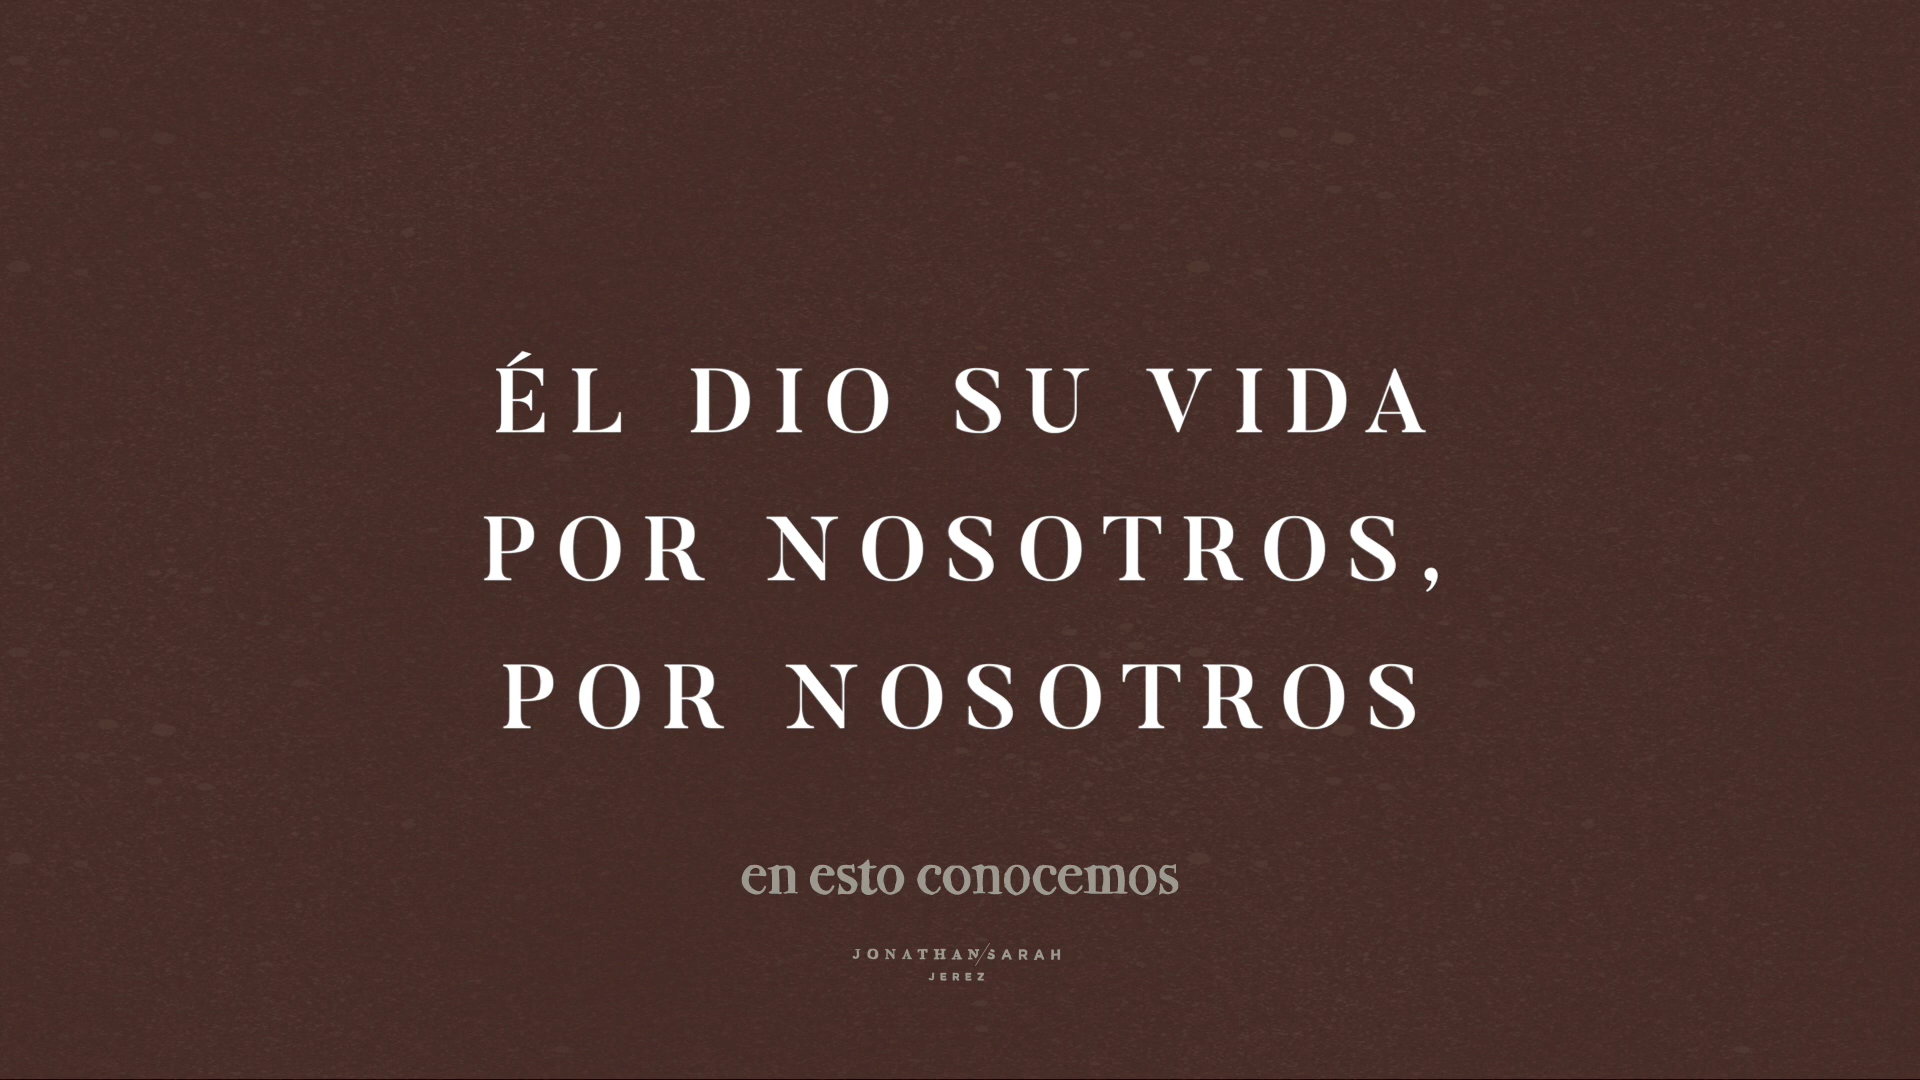 ÉL DIO SU VIDA
POR NOSOTROS,
POR NOSOTROS
en esto conocemos
JONATHAN/SARAH
JEREZ